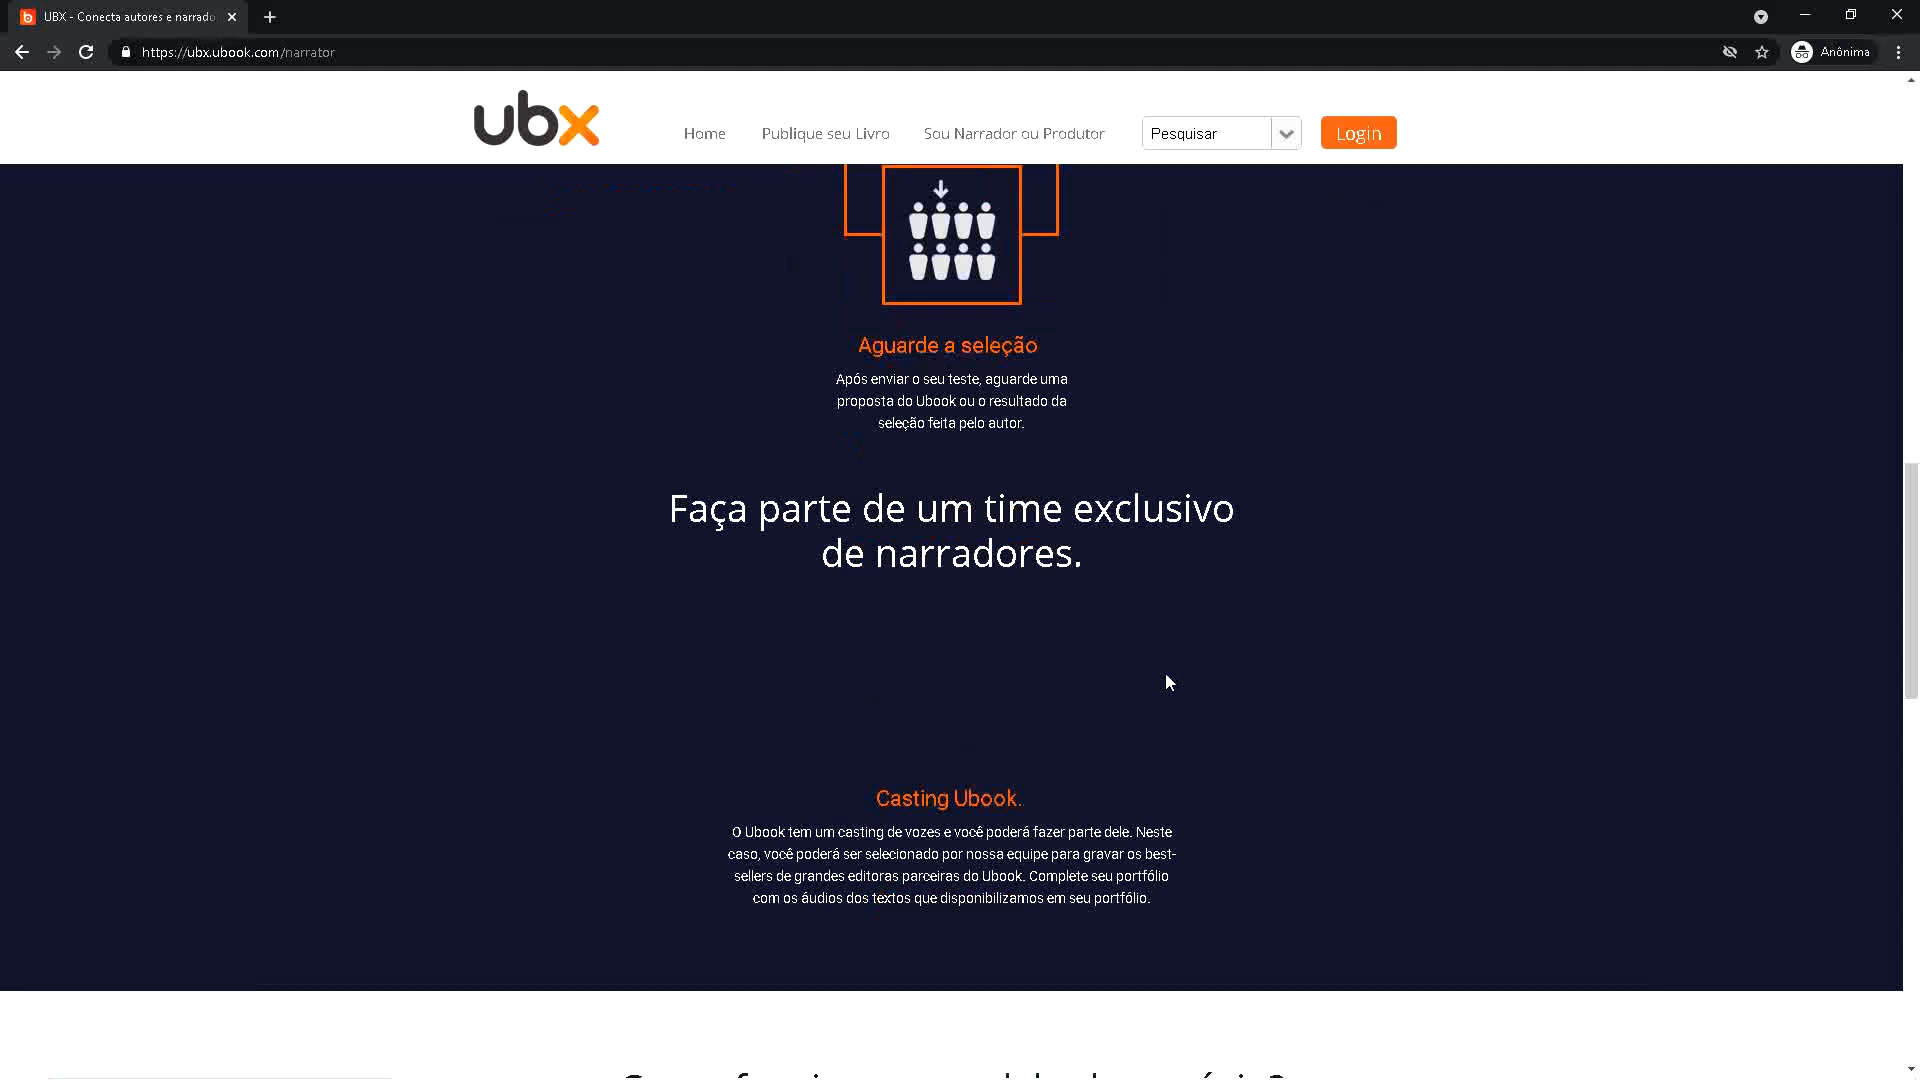 UBX - Conecta autores e narrado
https://ubx.ubook.com/narrator
Anônima
ubx
Home
Publique seu Livro
Sou Narrador ou Produtor
Pesquisar
Login
Aguarde a seleção
Após enviar o seu teste, aguarde uma
proposta do Ubook ou o resultado da
seleção feita pelo autor.
Faça parte de um time exclusivo
de narradores.
Casting Ubook.
O Ubook tem um casting de vozes e você poderá fazer parte dele. Neste
caso, você poderá ser selecionado por nossa equipe para gravar os best-
sellers de grandes editoras parceiras do Ubook. Complete seu portfólio
com os áudios dos textos que disponibilizamos em seu portfólio.